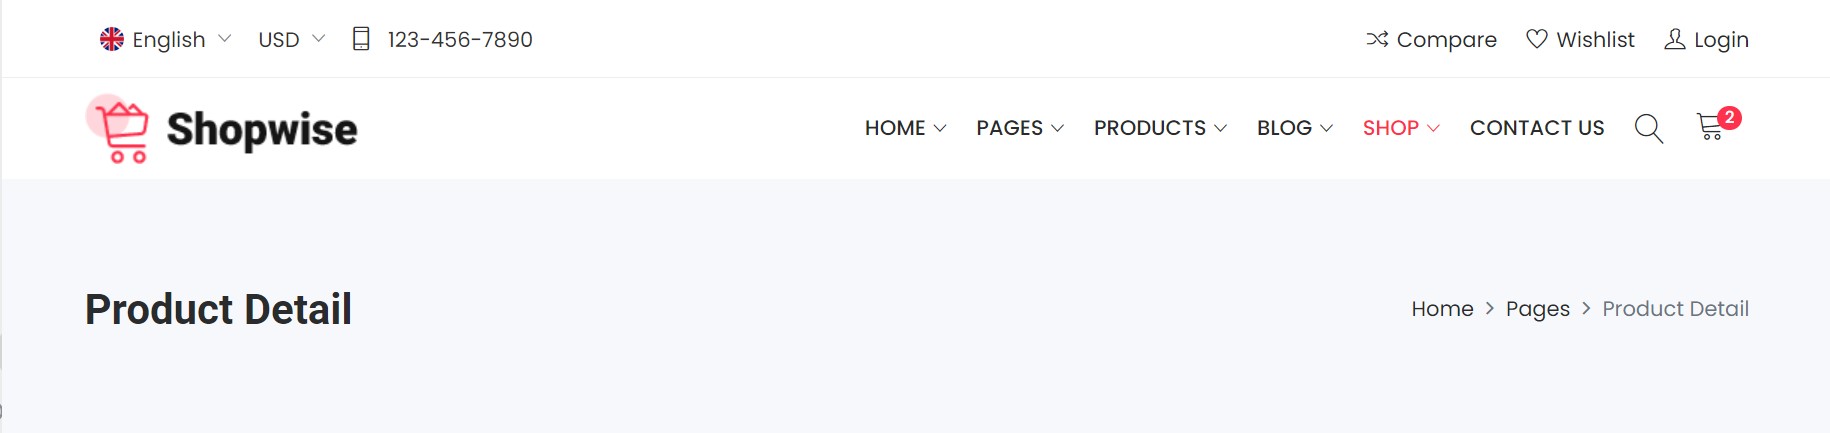 English USD 123-456-7890 Compare Wishlist Login
Shopwise HOME PAGES PRODUCTS BLOG SHOP CONTACT US 2
Product Detail Home > Pages > Product Detail